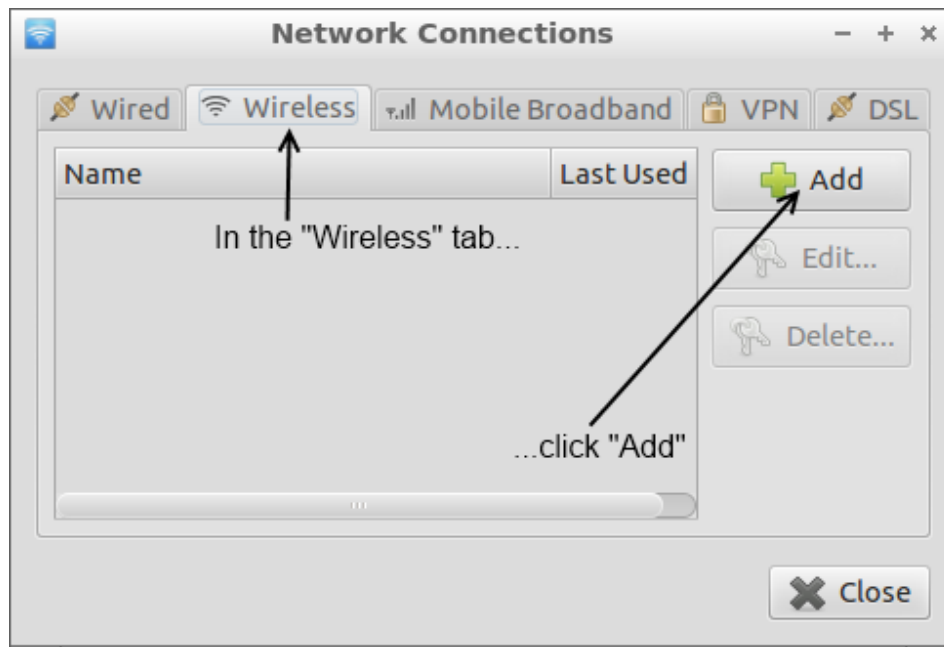 Network Connections
Wired Wireless Mobile Broadband VPN DSL
Name Last Used
Add
In the "Wireless" tab...
Edit...
Delete...
...click "Add"
Close